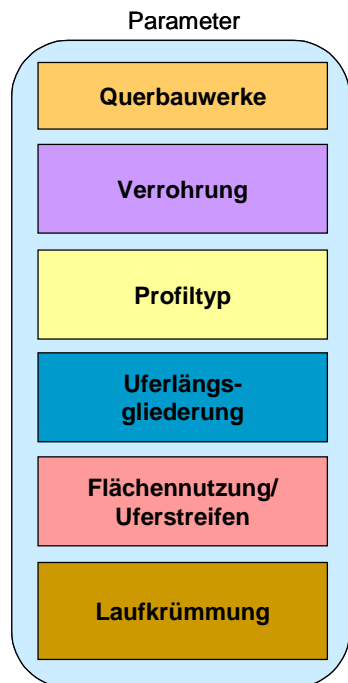 Parameter
Querbauwerke
Verrohrung
Profiltyp
Uferlängs-
gliederung
Flächennutzung/
Uferstreifen
Laufkrümmung